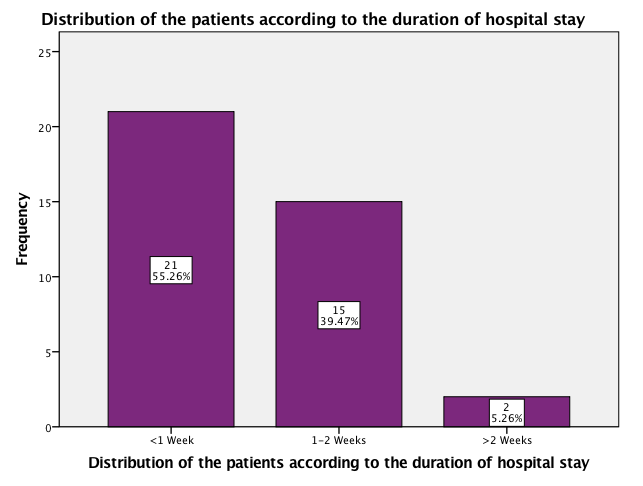 Distribution of the patients according to the duration of hospital stay
Frequency
25
20
15
10
5
0
21
55.26%
15
39.47%
2
5.26%
<1 Week
1-2 Weeks
>2 Weeks
Distribution of the patients according to the duration of hospital stay